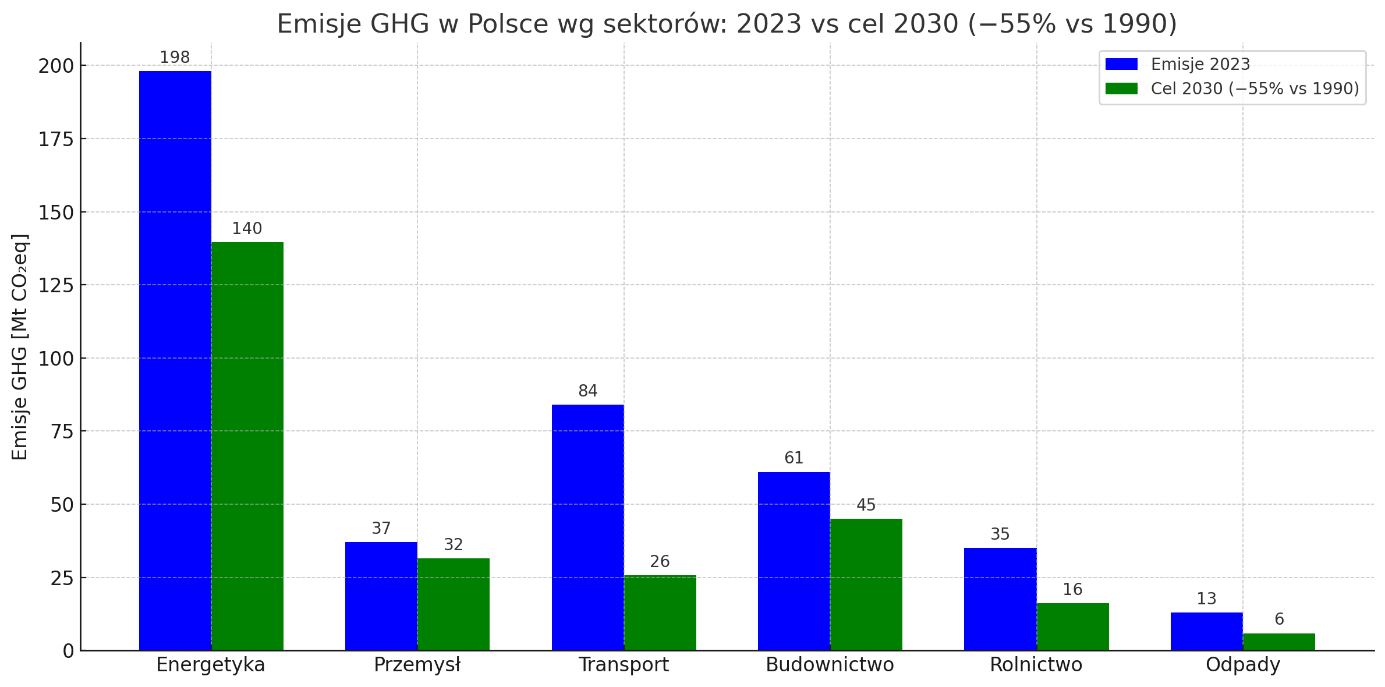 Emisje GHG w Polsce wg sektorów: 2023 vs cel 2030 (−55% vs 1990)
Emisje 2023
Cel 2030 (−55% vs 1990)
Emisje GHG [Mt CO₂eq]
200
175
150
125
100
75
50
25
0
198
140
37
32
84
26
61
45
35
16
13
6
Energetyka
Przemysł
Transport
Budownictwo
Rolnictwo
Odpady